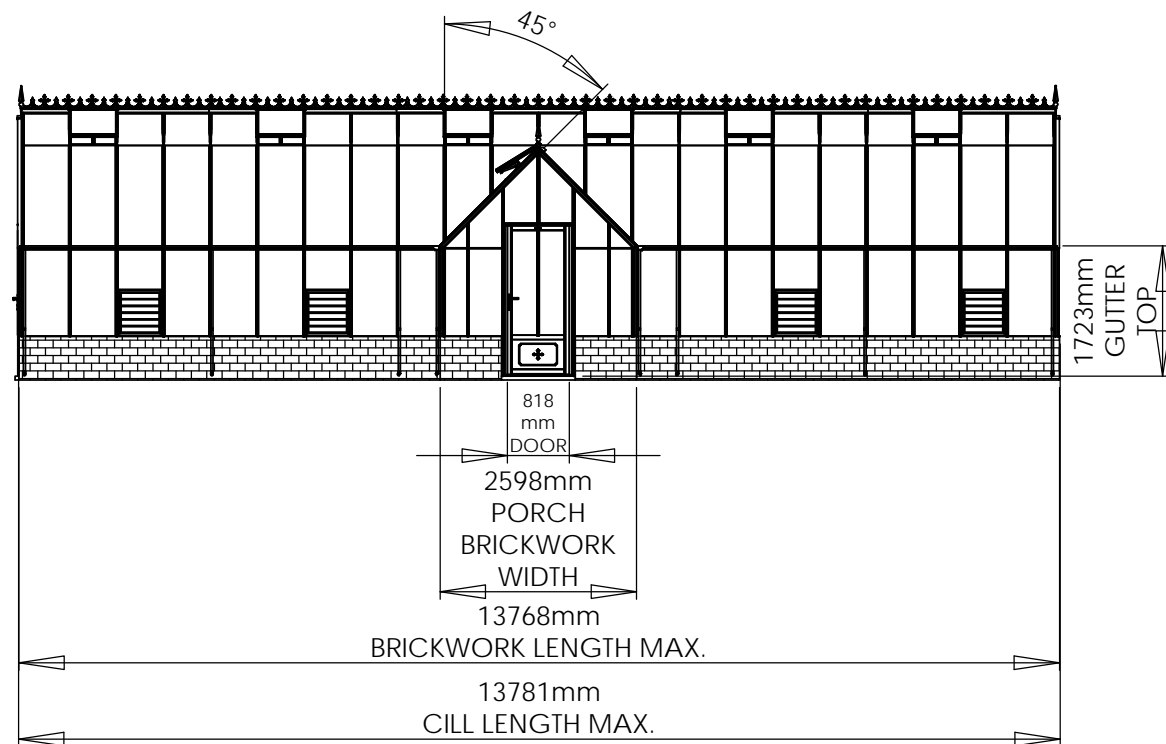 45°
1723mm
GUTTER
TOP
818
mm
DOOR
2598mm
PORCH
BRICKWORK
WIDTH
13768mm
BRICKWORK LENGTH MAX.
13781mm
CILL LENGTH MAX.